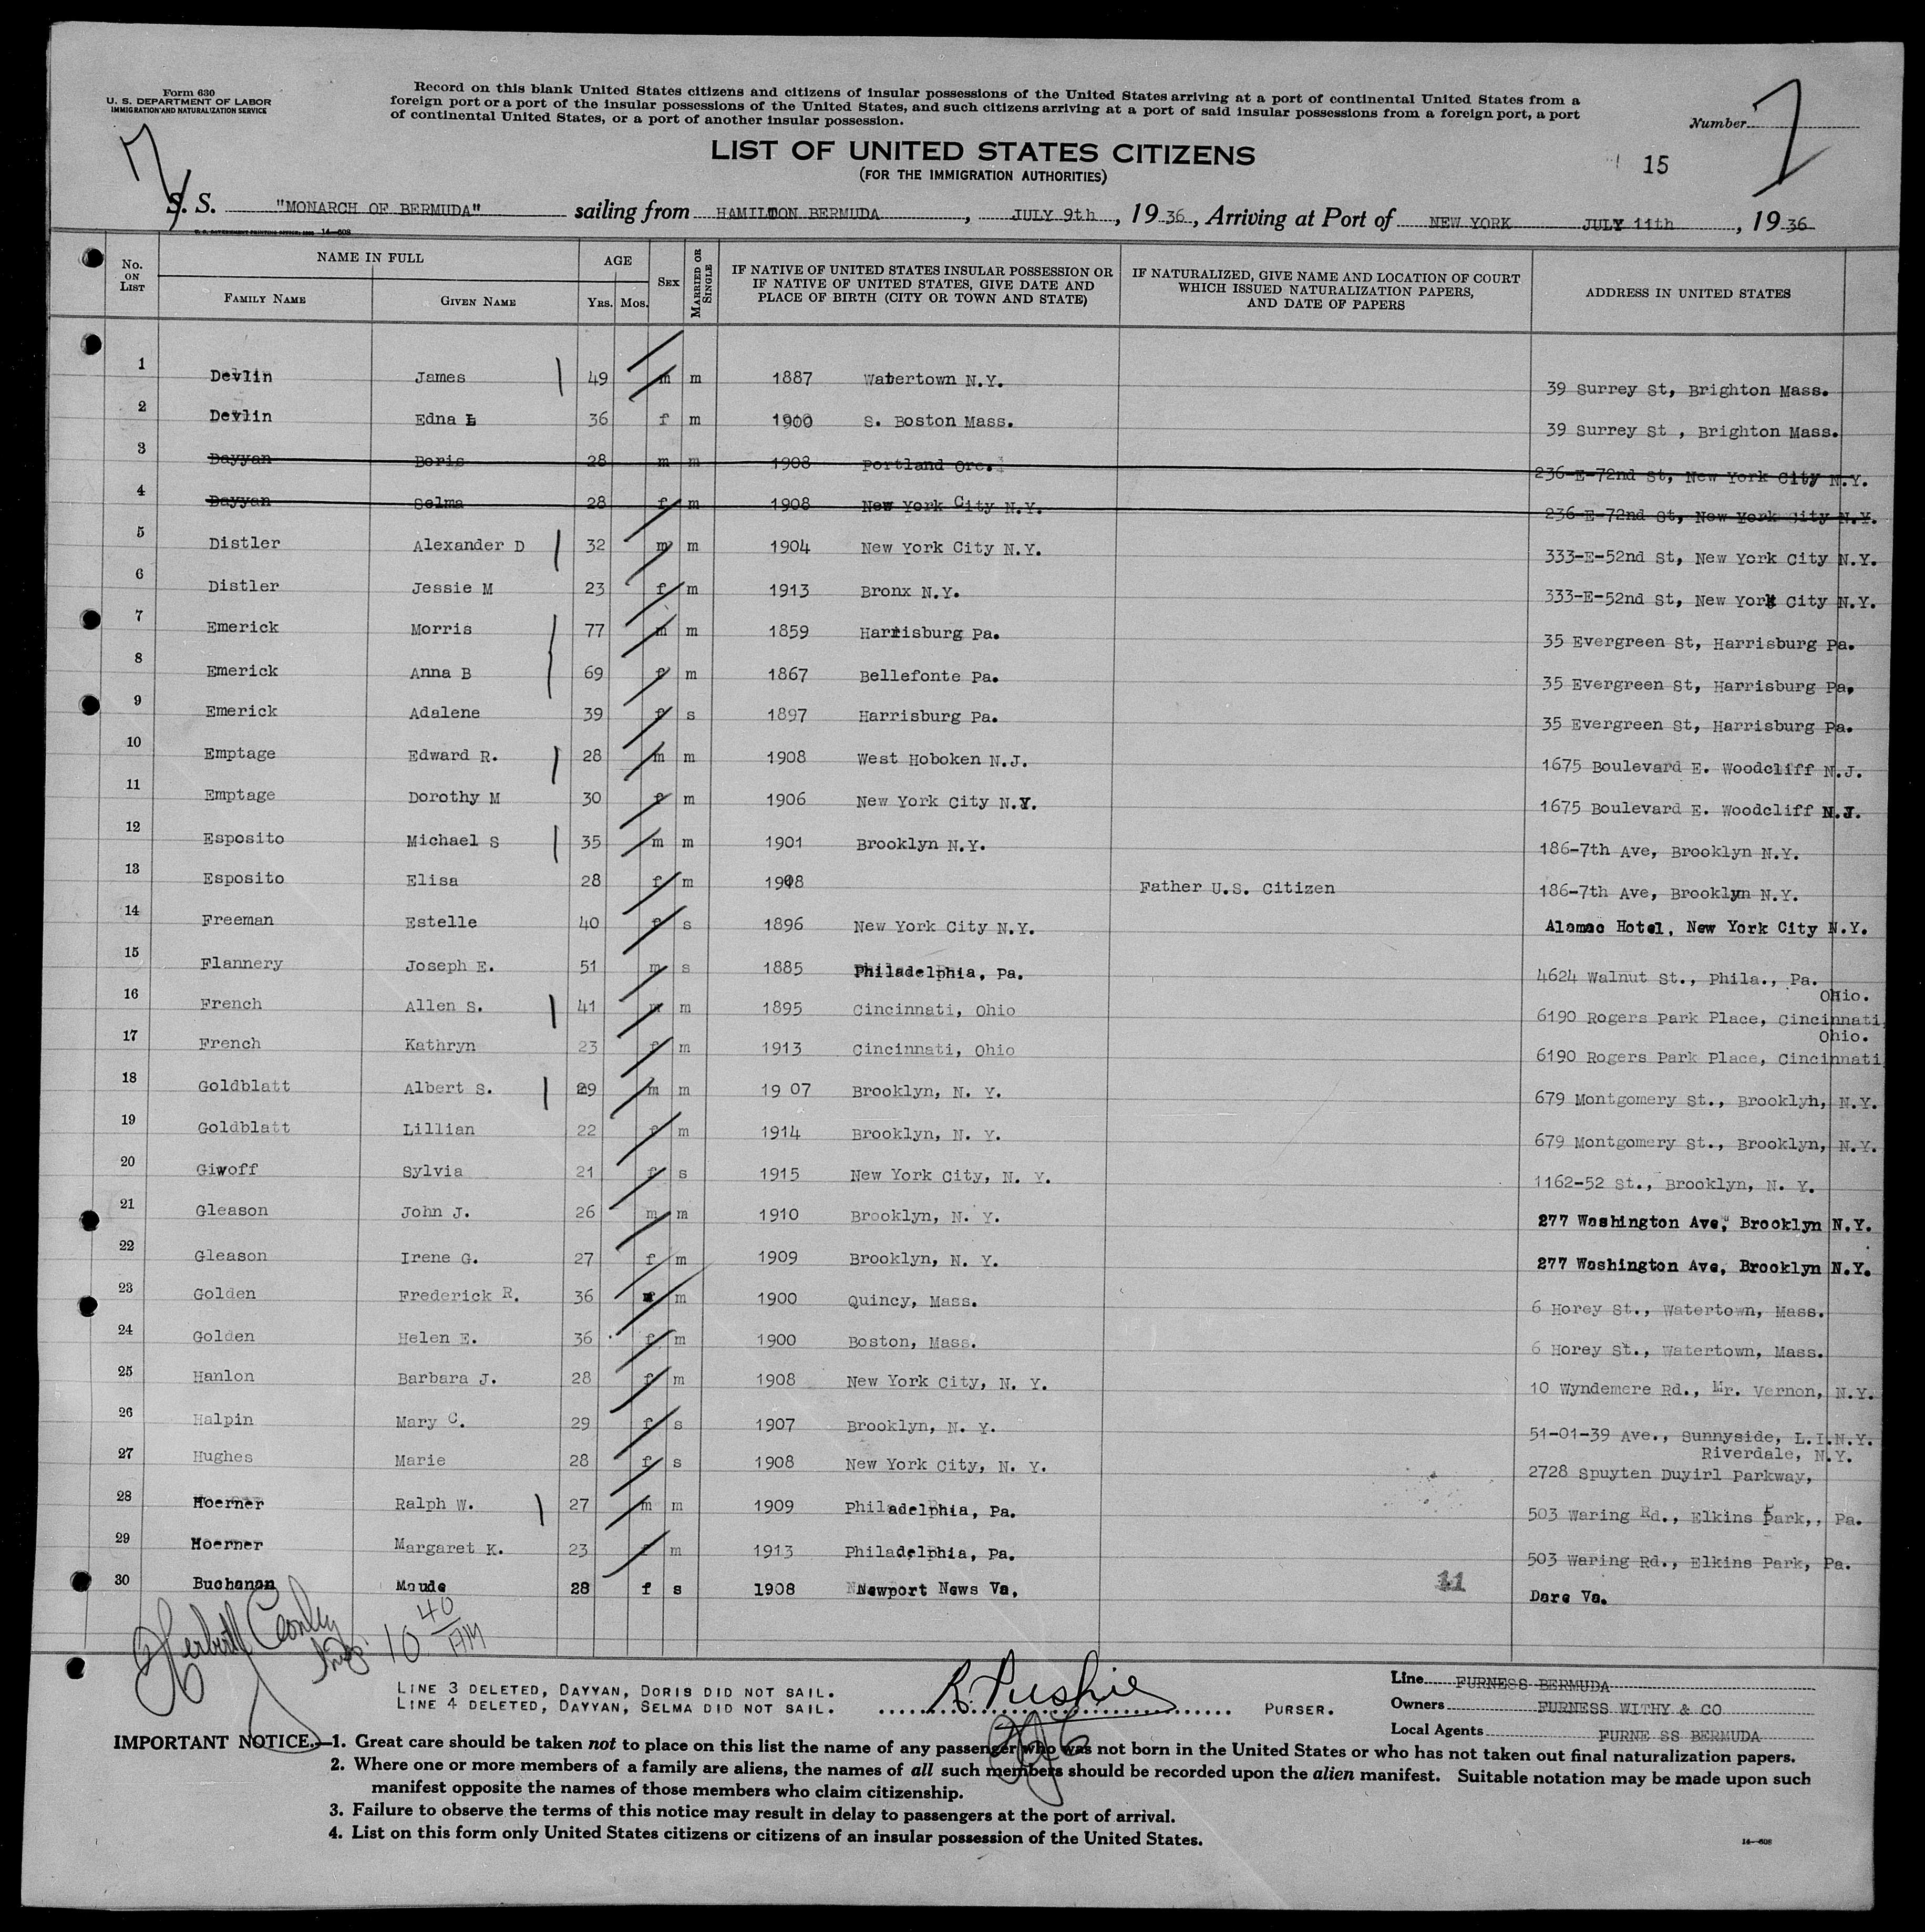 Form 630
U. S. DEPARTMENT OF LABOR
IMMIGRATION AND NATURALIZATION SERVICE
Record on this blank United States citizens and citizens of insular possessions of the United States arriving at a port of continental United States from a
foreign port or a port of the insular possessions of the United States, and such citizens arriving at a port of said insular possessions from a foreign port, a port
of continental United States, or a port of another insular possession.
Number
LIST OF UNITED STATES CITIZENS
(FOR THE IMMIGRATION AUTHORITIES)
15
S. S. "MONARCH OF BERMUDA" sailing from HAMILTON BERMUDA, JULY 9th, 1936, Arriving at Port of NEW YORK JULY 11th, 1936
U. S. GOVERNMENT PRINTING OFFICE: 14—608
No. ON LIST NAME IN FULL FAMILY NAME GIVEN NAME AGE YRS. MOS. SEX MARRIED OR SINGLE IF NATIVE OF UNITED STATES INSULAR POSSESSION OR IF NATIVE OF UNITED STATES, GIVE DATE AND PLACE OF BIRTH (CITY OR TOWN AND STATE) IF NATURALIZED, GIVE NAME AND LOCATION OF COURT WHICH ISSUED NATURALIZATION PAPERS, AND DATE OF PAPERS ADDRESS IN UNITED STATES
1 Devlin James 49 m m 1887 Watertown N.Y. 39 Surrey St, Brighton Mass.
2 Devlin Edna L 36 f m 1900 S. Boston Mass. 39 Surrey St , Brighton Mass.
3 Dayyan Boris 28 m m 1908 Portland Ore. 236-E-72nd St, New York City N.Y.
4 Dayyan Selma 28 f m 1908 New York City N.Y. 236-E-72nd St, New York City N.Y.
5 Distler Alexander D 32 m m 1904 New York City N.Y. 333-E-52nd St, New York City N.Y.
6 Distler Jessie M 23 f m 1913 Bronx N.Y. 333-E-52nd St, New York City N.Y.
7 Emerick Morris 77 m m 1859 Harrisburg Pa. 35 Evergreen St, Harrisburg Pa.
8 Emerick Anna B 69 f m 1867 Bellefonte Pa. 35 Evergreen St, Harrisburg Pa.
9 Emerick Adalene 39 f s 1897 Harrisburg Pa. 35 Evergreen St, Harrisburg Pa.
10 Emptage Edward R. 28 m m 1908 West Hoboken N.J. 1675 Boulevard E. Woodcliff N.J.
11 Emptage Dorothy M 30 f m 1906 New York City N.Y. 1675 Boulevard E. Woodcliff N.J.
12 Esposito Michael S 35 m m 1901 Brooklyn N.Y. 186-7th Ave, Brooklyn N.Y.
13 Esposito Elisa 28 f m 1908 Father U.S. Citizen 186-7th Ave, Brooklyn N.Y.
14 Freeman Estelle 40 f s 1896 New York City N.Y. Alamac Hotel, New York City N.Y.
15 Flannery Joseph E. 51 m s 1885 Philadelphia, Pa. 4624 Walnut St., Phila., Pa.
16 French Allen S. 41 m m 1895 Cincinnati, Ohio 6190 Rogers Park Place, Cincinnati, Ohio.
17 French Kathryn 23 f m 1913 Cincinnati, Ohio 6190 Rogers Park Place, Cincinnati Ohio.
18 Goldblatt Albert S. 29 m m 19 07 Brooklyn, N. Y. 679 Montgomery St., Brooklyn, N.Y.
19 Goldblatt Lillian 22 f m 1914 Brooklyn, N. Y. 679 Montgomery St., Brooklyn, N.Y.
20 Giwoff Sylvia 21 f s 1915 New York City, N. Y. 1162-52 St., Brooklyn, N. Y.
21 Gleason John J. 26 m m 1910 Brooklyn, N. Y. 277 Washington Ave, Brooklyn N.Y.
22 Gleason Irene G. 27 f m 1909 Brooklyn, N. Y. 277 Washington Ave, Brooklyn N.Y.
23 Golden Frederick R. 36 m m 1900 Quincy, Mass. 6 Horey St., Watertown, Mass.
24 Golden Helen E. 36 f m 1900 Boston, Mass. 6 Horey St., Watertown, Mass.
25 Hanlon Barbara J. 28 f m 1908 New York City, N. Y. 10 Wyndemere Rd., Mr. Vernon, N.Y.
26 Halpin Mary C. 29 f s 1907 Brooklyn, N. Y. 51-01-39 Ave., Sunnyside, L.I.N.Y.
27 Hughes Marie 28 f s 1908 New York City, N. Y. 2728 Spuyten Duyirl Parkway, Riverdale, N.Y.
28 Hoerner Ralph W. 27 m m 1909 Philadelphia, Pa. 503 Waring Rd., Elkins Park,, Pa.
29 Hoerner Margaret K. 23 f m 1913 Philadelphia, Pa. 503 Waring Rd., Elkins Park, Pa.
30 Buchanan Maude 28 f s 1908 Newport News Va, 11 Dare Va.
10 40 AM
LINE 3 DELETED, DAYYAN, DORIS DID NOT SAIL.
LINE 4 DELETED, DAYYAN, SELMA DID NOT SAIL.
PURSER.
Line FURNESS BERMUDA
Owners FURNESS WITHY & CO
Local Agents FURNE SS BERMUDA
IMPORTANT NOTICE.—1. Great care should be taken not to place on this list the name of any passenger who was not born in the United States or who has not taken out final naturalization papers.
2. Where one or more members of a family are aliens, the names of all such members should be recorded upon the alien manifest. Suitable notation may be made upon such
manifest opposite the names of those members who claim citizenship.
3. Failure to observe the terms of this notice may result in delay to passengers at the port of arrival.
4. List on this form only United States citizens or citizens of an insular possession of the United States.
14—608